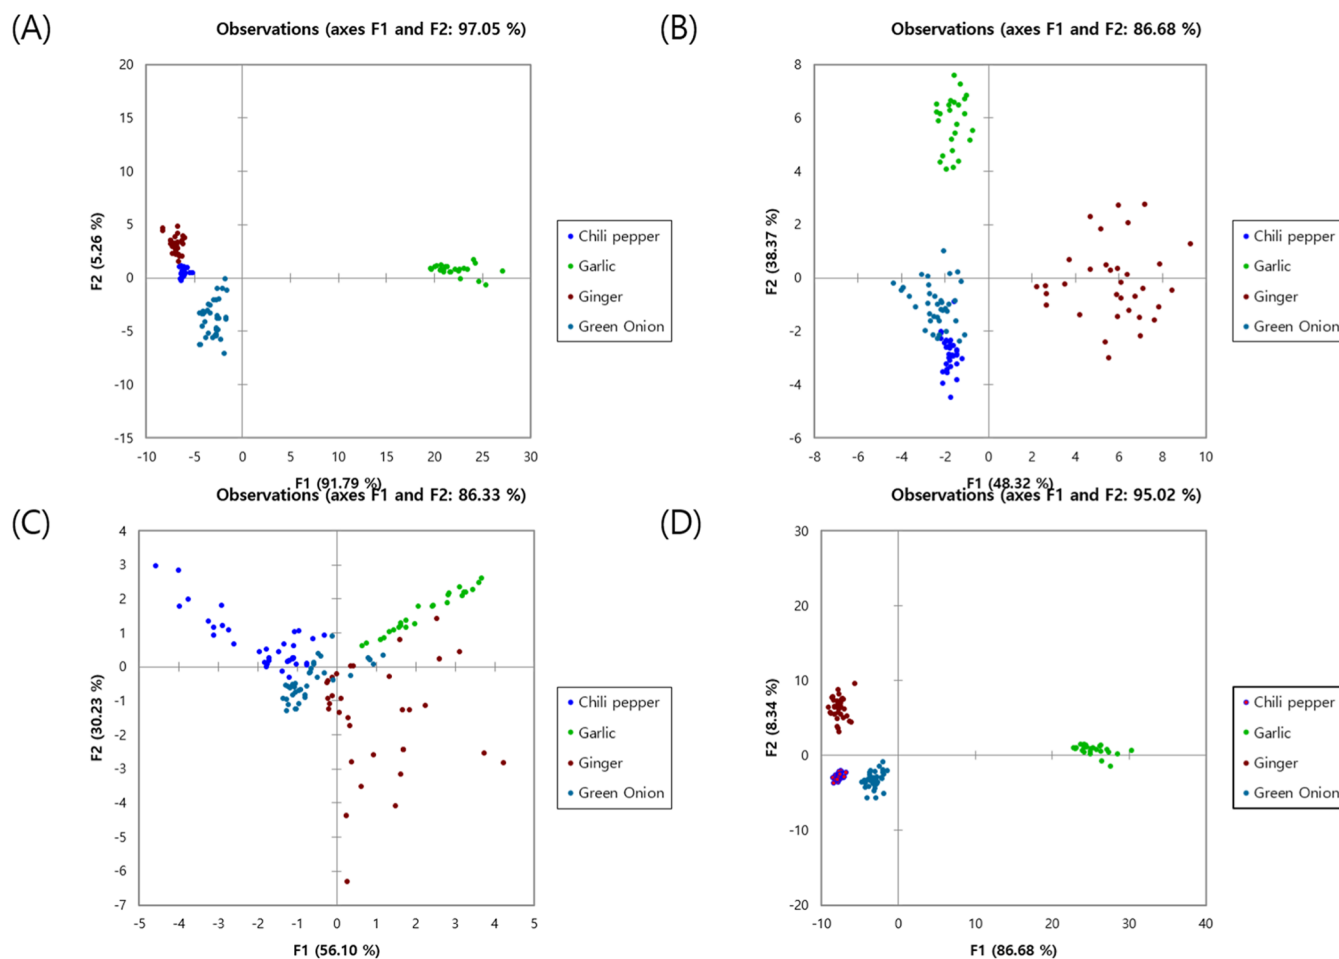 (A)
Observations (axes F1 and F2: 97.05 %)
20
15
10
5
0
-5
-10
-15
F2 (5.26 %)
-10 -5 0 5 10 15 20 25 30
F1 (91.79 %)
Chili pepper
Garlic
Ginger
Green Onion
(B)
Observations (axes F1 and F2: 86.68 %)
8
6
4
2
0
-2
-4
-6
F2 (38.37 %)
-8 -6 -4 -2 0 2 4 6 8 10
F1 (48.32 %)
Chili pepper
Garlic
Ginger
Green Onion
(C)
Observations (axes F1 and F2: 86.33 %)
4
3
2
1
0
-1
-2
-3
-4
-5
-6
-7
F2 (30.23 %)
-5 -4 -3 -2 -1 0 1 2 3 4 5
F1 (56.10 %)
Chili pepper
Garlic
Ginger
Green Onion
(D)
Observations (axes F1 and F2: 95.02 %)
30
20
10
0
-10
-20
F2 (8.34 %)
-10 0 10 20 30 40
F1 (86.68 %)
Chili pepper
Garlic
Ginger
Green Onion